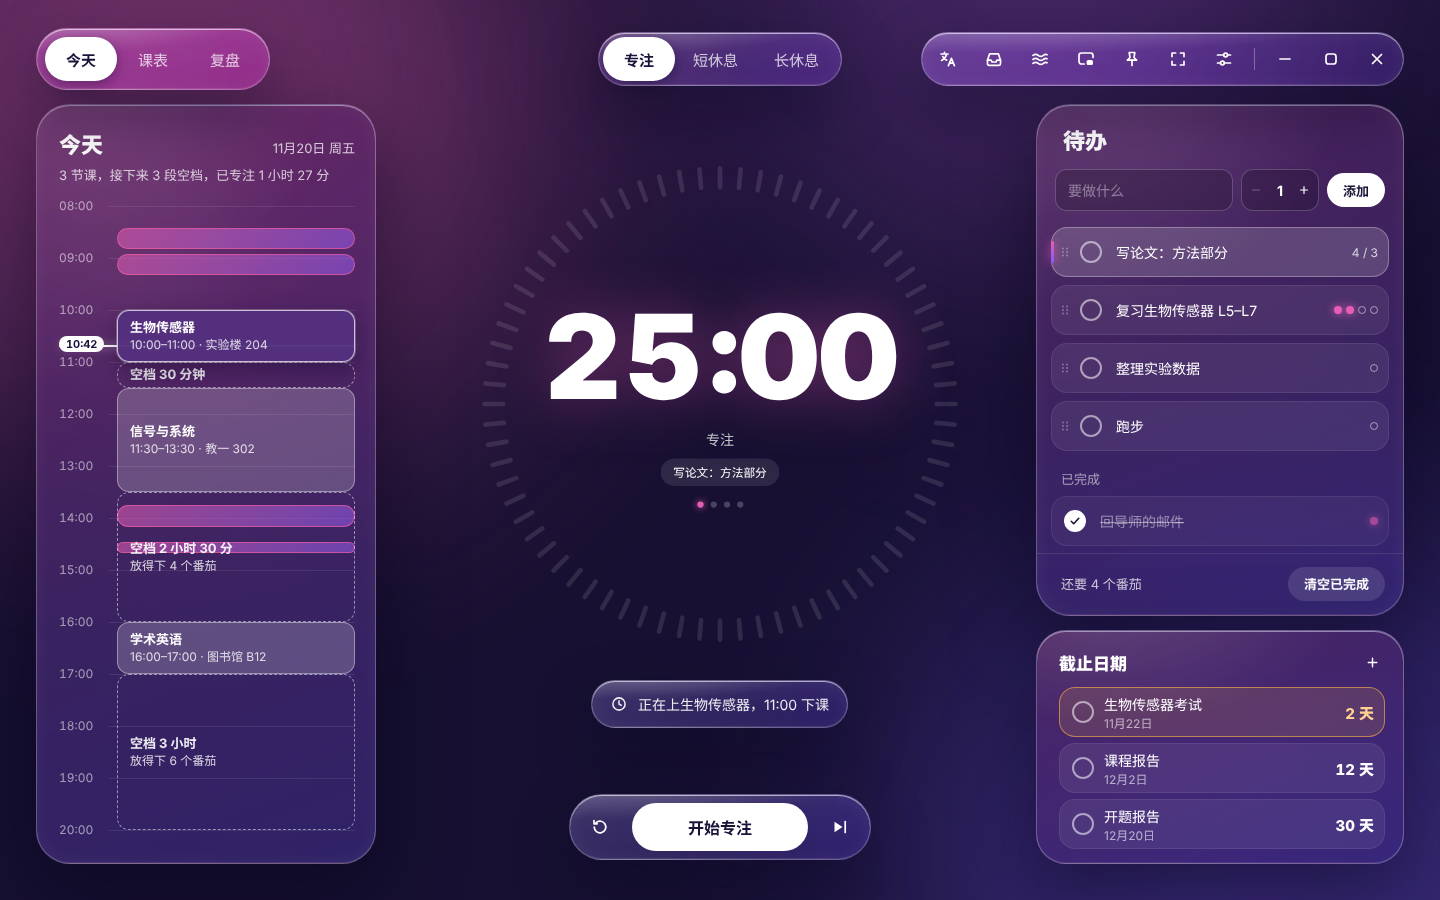 今天 课表 复盘
专注 短休息 长休息
今天
11月20日 周五
3 节课，接下来 3 段空档，已专注 1 小时 27 分
08:00
09:00
10:00
生物传感器
10:00–11:00 · 实验楼 204
10:42
11:00
空档 30 分钟
12:00
信号与系统
11:30–13:30 · 教一 302
13:00
14:00
空档 2 小时 30 分
放得下 4 个番茄
15:00
16:00
学术英语
16:00–17:00 · 图书馆 B12
17:00
18:00
空档 3 小时
放得下 6 个番茄
19:00
20:00
25:00
专注
写论文：方法部分
正在上生物传感器，11:00 下课
开始专注
待办
要做什么 − 1 + 添加
写论文：方法部分 4 / 3
复习生物传感器 L5–L7
整理实验数据
跑步
已完成
回导师的邮件
还要 4 个番茄 清空已完成
截止日期 +
生物传感器考试
11月22日
2 天
课程报告
12月2日
12 天
开题报告
12月20日
30 天